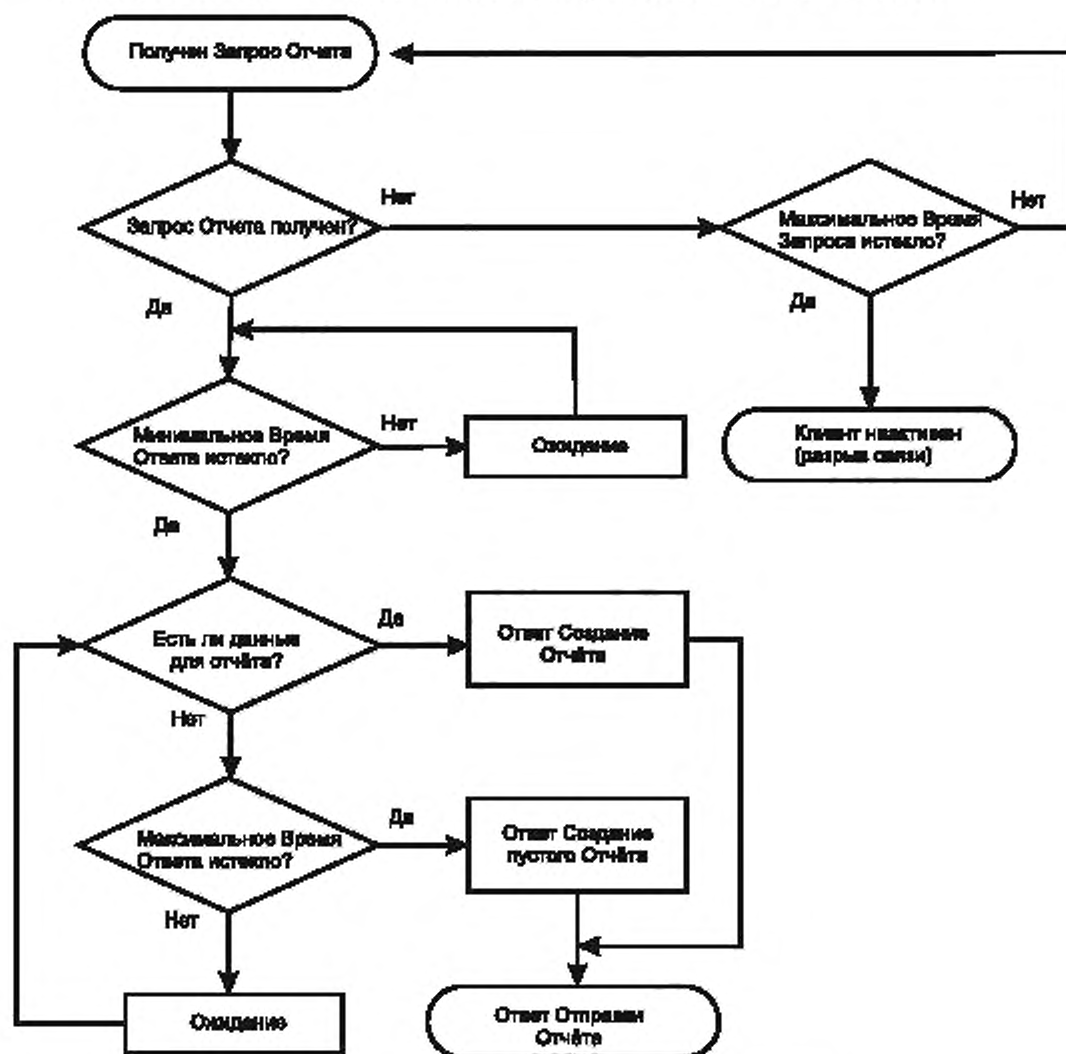 Получен Запрос Отчета
Запрос Отчета получен?
Нет
Максимальное Время
Запроса истекло?
Нет
Да
Да
Минимальное Время
Ответа истекло?
Нет
Ожидание
Клиент неактивен
(разрыв связи)
Да
Есть ли данные
для отчёта?
Да
Ответ Создание
Отчёта
Нет
Максимальное Время
Ответа истекло?
Да
Ответ Создание
пустого Отчёта
Нет
Ожидание
Ответ Отправлен
Отчёта